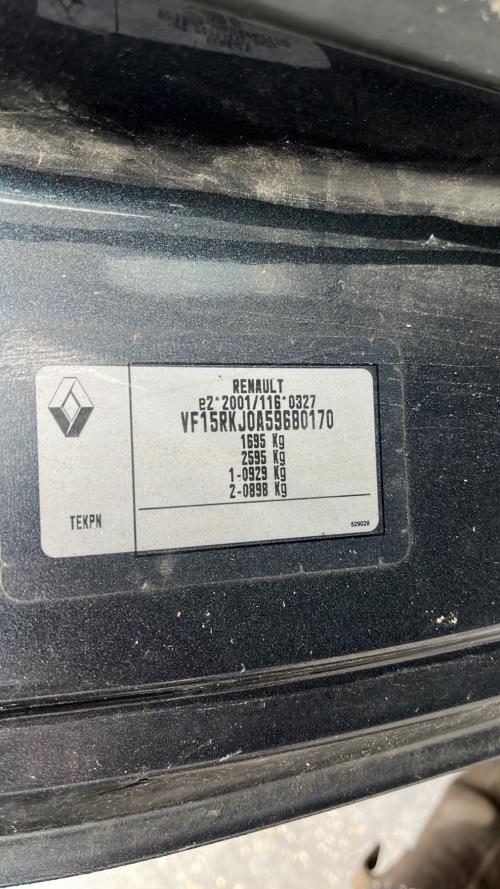 RENAULT
e2*2001/116*0327
VF15RKJ0A59680170
1695 Kg
2595 Kg
1-0929 Kg
2-0898 Kg
TEKPN
529028